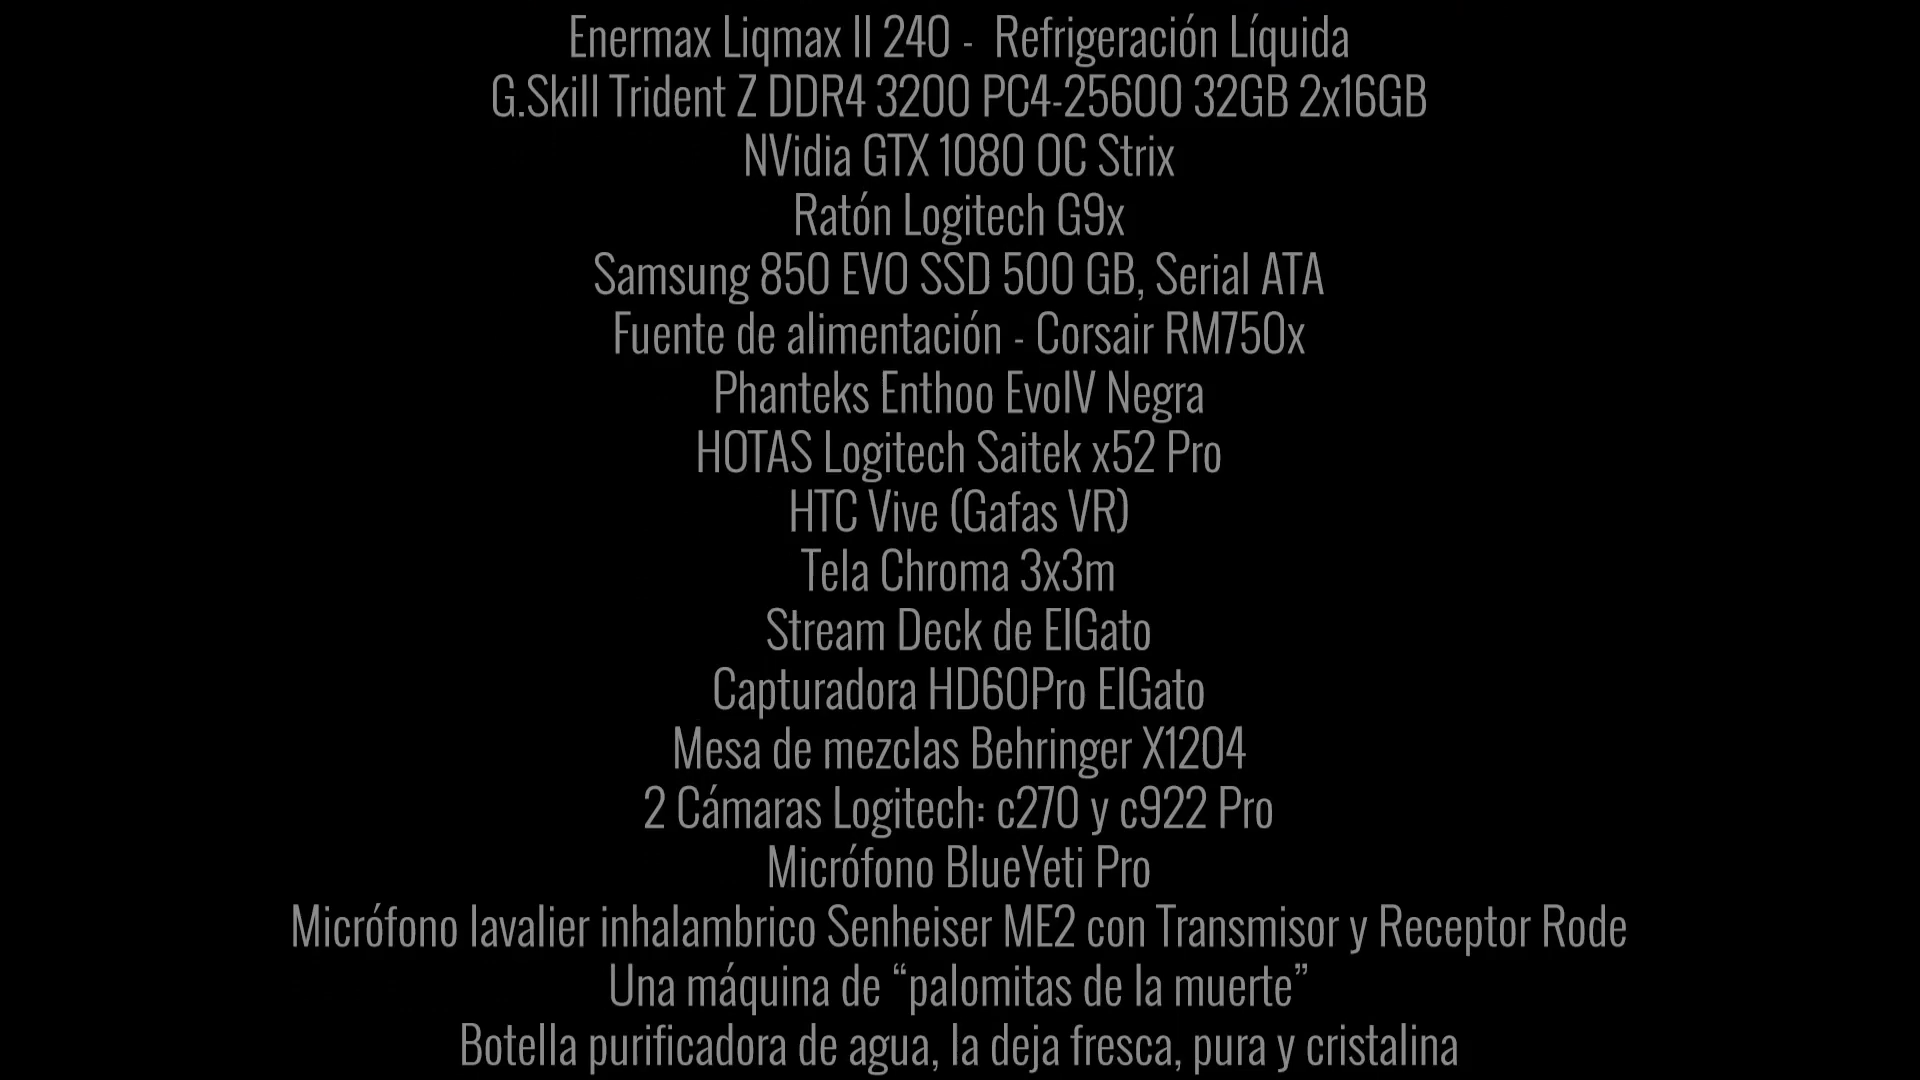 Enermax Liqmax II 240 -  Refrigeración Líquida
G.Skill Trident Z DDR4 3200 PC4-25600 32GB 2x16GB
NVidia GTX 1080 OC Strix
Ratón Logitech G9x
Samsung 850 EVO SSD 500 GB, Serial ATA
Fuente de alimentación - Corsair RM750x
Phanteks Enthoo EvolV Negra
HOTAS Logitech Saitek x52 Pro
HTC Vive (Gafas VR)
Tela Chroma 3x3m
Stream Deck de ElGato
Capturadora HD60Pro ElGato
Mesa de mezclas Behringer X1204
2 Cámaras Logitech: c270 y c922 Pro
Micrófono BlueYeti Pro
Micrófono lavalier inhalambrico Senheiser ME2 con Transmisor y Receptor Rode
Una máquina de “palomitas de la muerte”
Botella purificadora de agua, la deja fresca, pura y cristalina